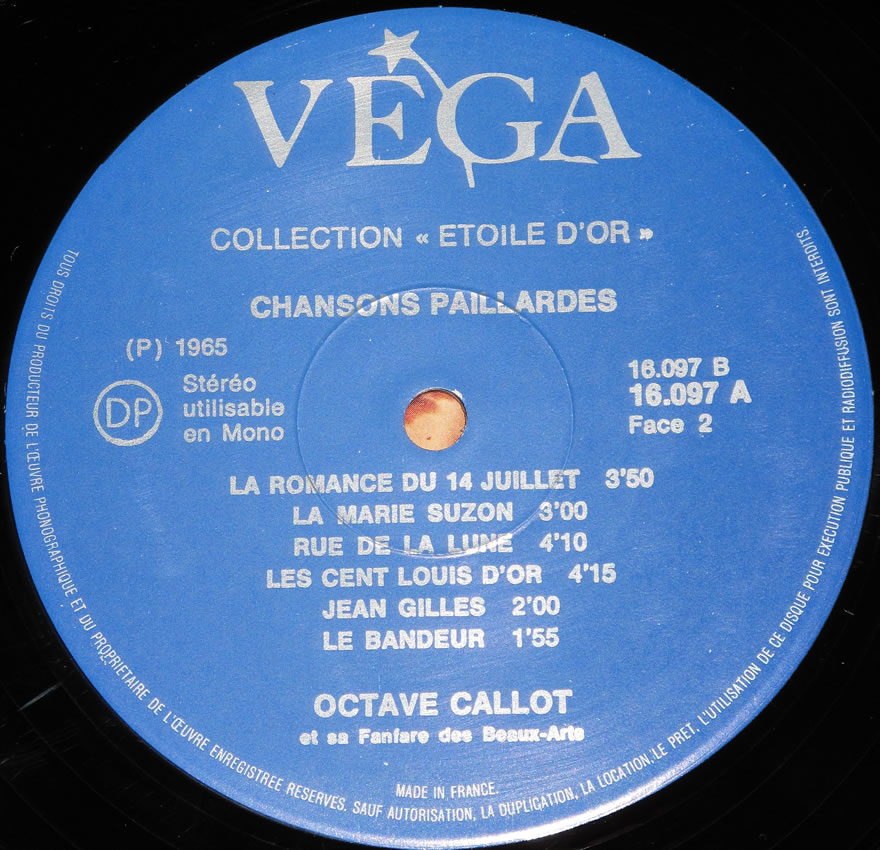 VEGA
COLLECTION « ETOILE D'OR »
CHANSONS PAILLARDES
(P) 1965
DP
Stéréo
utilisable
en Mono
16.097 B
16.097 A
Face 2
LA ROMANCE DU 14 JUILLET 3'50
LA MARIE SUZON 3'00
RUE DE LA LUNE 4'10
LES CENT LOUIS D'OR 4'15
JEAN GILLES 2'00
LE BANDEUR 1'55
OCTAVE CALLOT
et sa Fanfare des Beaux-Arts
MADE IN FRANCE.
TOUS DROITS DU PRODUCTEUR DE L'ŒUVRE PHONOGRAPHIQUE ET DU PROPRIETAIRE DE L'ŒUVRE ENREGISTREE RESERVES. SAUF AUTORISATION, LA DUPLICATION, LA LOCATION, LE PRET, L'UTILISATION DE CE DISQUE POUR EXECUTION PUBLIQUE ET RADIODIFFUSION SONT INTERDITS.